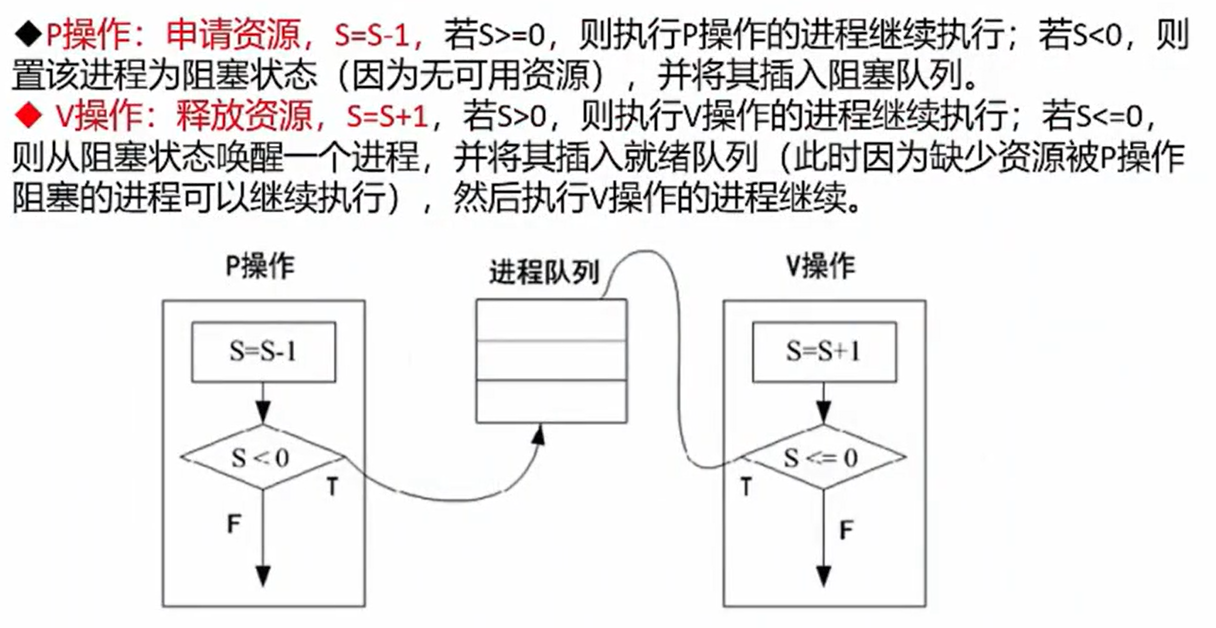 ◆P操作：申请资源，S=S-1，若S>=0，则执行P操作的进程继续执行；若S<0，则
置该进程为阻塞状态（因为无可用资源），并将其插入阻塞队列。
◆ V操作：释放资源，S=S+1，若S>0，则执行V操作的进程继续执行；若S<=0，
则从阻塞状态唤醒一个进程，并将其插入就绪队列（此时因为缺少资源被P操作
阻塞的进程可以继续执行），然后执行V操作的进程继续。
P操作
进程队列
V操作
S=S-1
S=S+1
S < 0
S <= 0
T
T
F
F